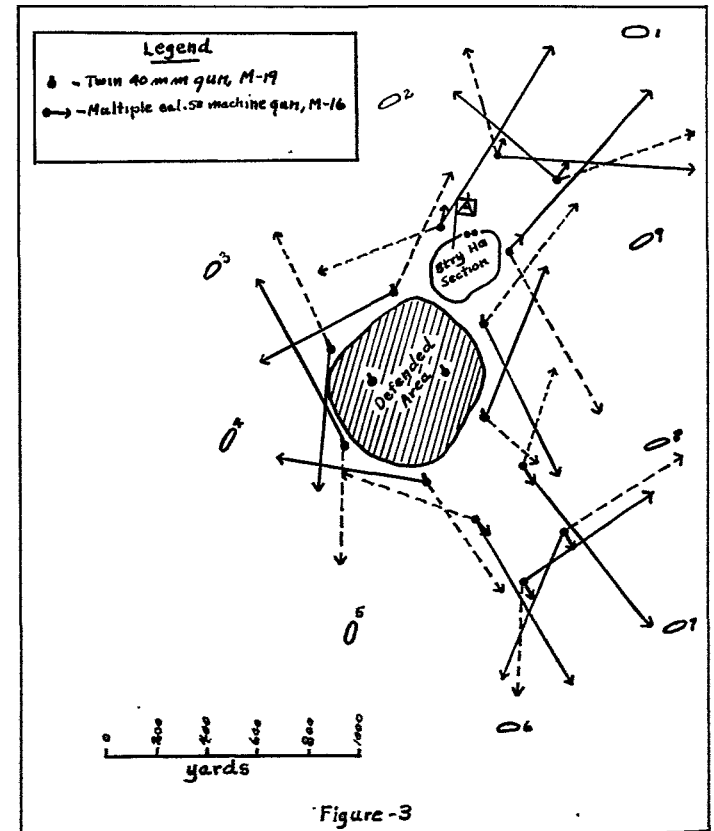 Legend
- Twin 40 mm gun, M-19
- Multiple cal. 50 machine gun, M-16
1
2
A
9
Btry Hq
Section
3
Defended
Area
4
8
5
7
6
0 200 400 600 800 1000
yards
Figure-3